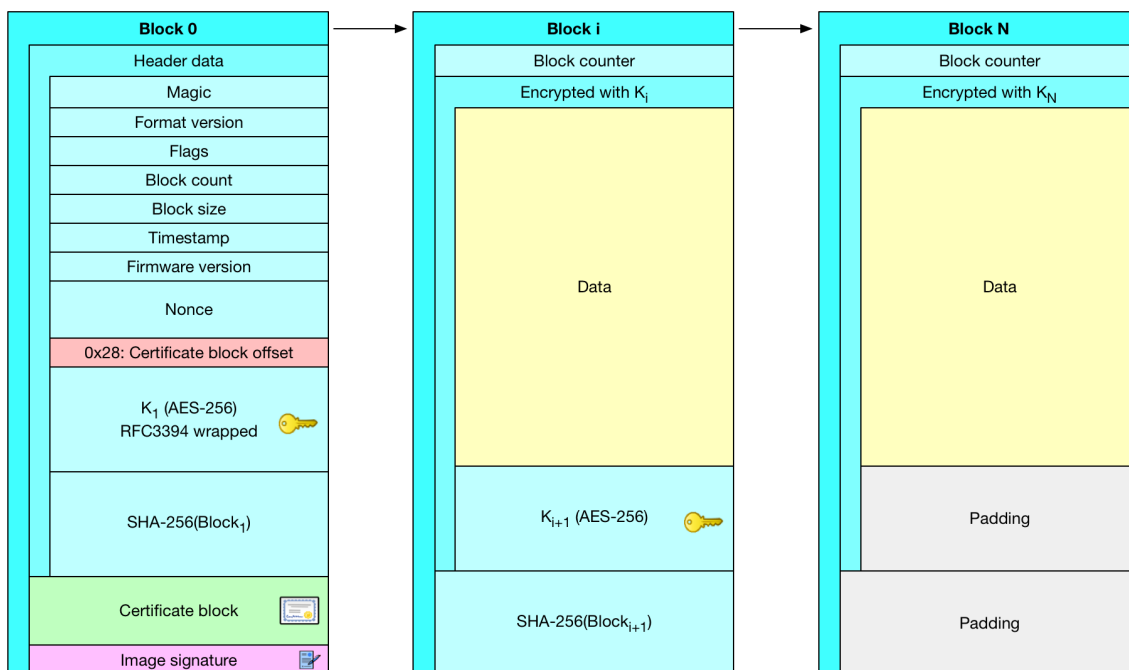 Block 0
Header data
Magic
Format version
Flags
Block count
Block size
Timestamp
Firmware version
Nonce
0x28: Certificate block offset
K1 (AES-256)
RFC3394 wrapped
SHA-256(Block1)
Certificate block
Image signature
Block i
Block counter
Encrypted with Ki
Data
Ki+1 (AES-256)
SHA-256(Blocki+1)
Block N
Block counter
Encrypted with KN
Data
Padding
Padding